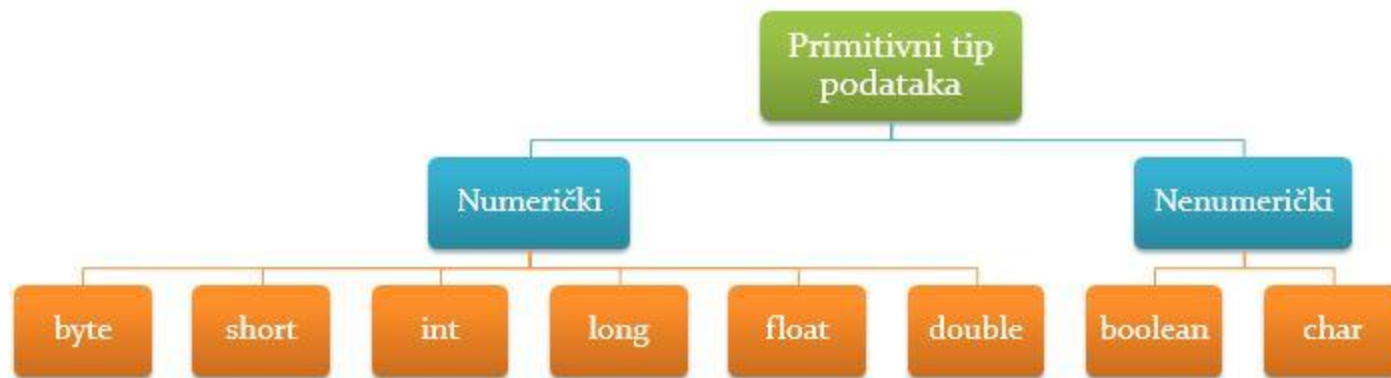 Primitivni tip
podataka
Numerički
Nenumerički
byte
short
int
long
float
double
boolean
char